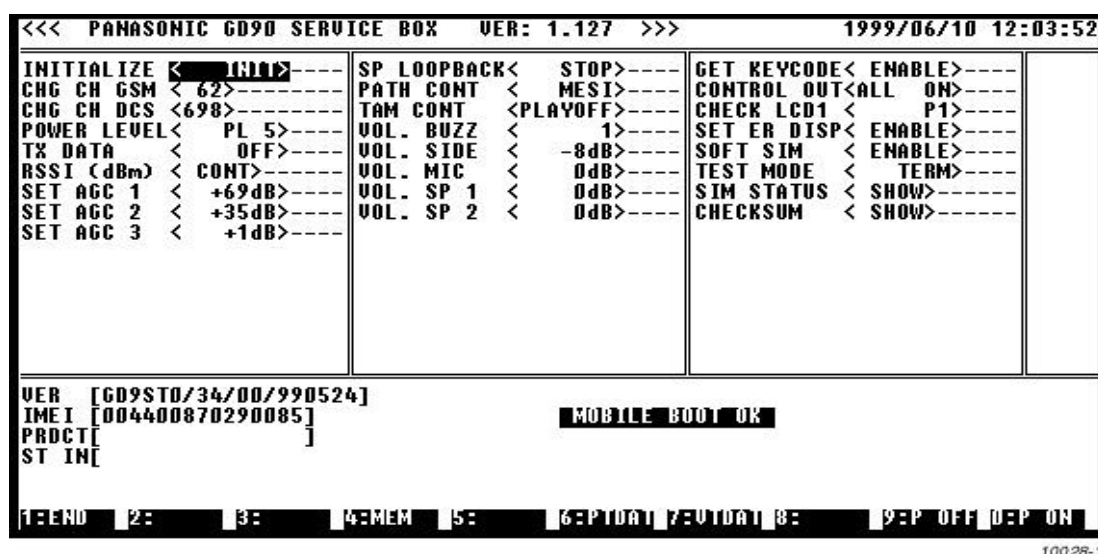 <<< PANASONIC GD90 SERVICE BOX VER: 1.127 >>> 1999/06/10 12:03:52
INITIALIZE < INIT>---- SP LOOPBACK< STOP>---- GET KEYCODE< ENABLE>----
CHG CH GSM < 62>-------- PATH CONT < MESI>---- CONTROL OUT<ALL ON>----
CHG CH DCS <698>-------- TAM CONT <PLAYOFF>---- CHECK LCD1 < P1>----
POWER LEVEL< PL 5>---- VOL. BUZZ < 1>---- SET ER DISP< ENABLE>----
TX DATA < OFF>---- VOL. SIDE < -8dB>---- SOFT SIM < ENABLE>----
RSSI (dBm) < CONT>------ VOL. MIC < 0dB>---- TEST MODE < TERM>----
SET AGC 1 < +69dB>---- VOL. SP 1 < 0dB>---- SIM STATUS < SHOW>------
SET AGC 2 < +35dB>---- VOL. SP 2 < 0dB>---- CHECKSUM < SHOW>------
SET AGC 3 < +1dB>----
VER [GD9ST0/34/00/990524]
IMEI [004400870290085] MOBILE BOOT OK
PRDCT[ ]
ST IN[
1:END 2: 3: 4:MEM 5: 6:PTDAT 7:VTDAT 8: 9:P OFF 0:P ON